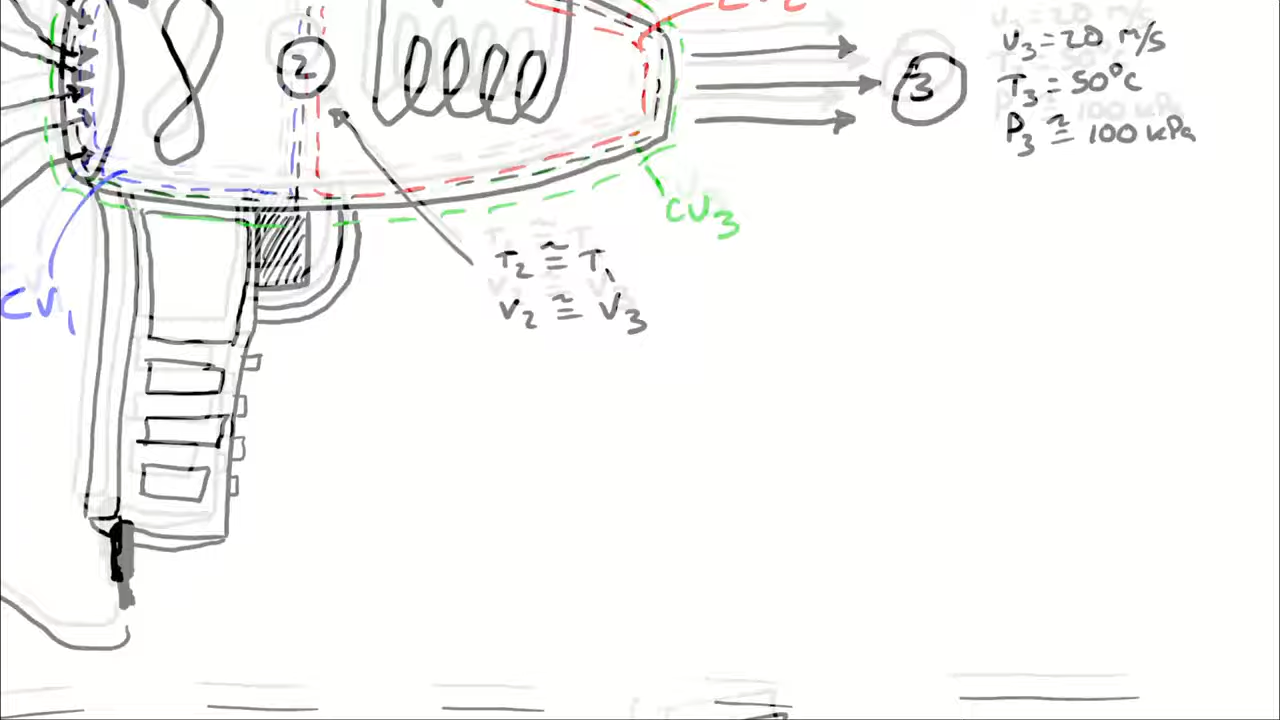 2
3
v₃ = 20 m/s
T₃ = 50°C
P₃ ≅ 100 kPa
CV₃
T₂ ≅ T₁
v₂ ≅ v₃
CV₁